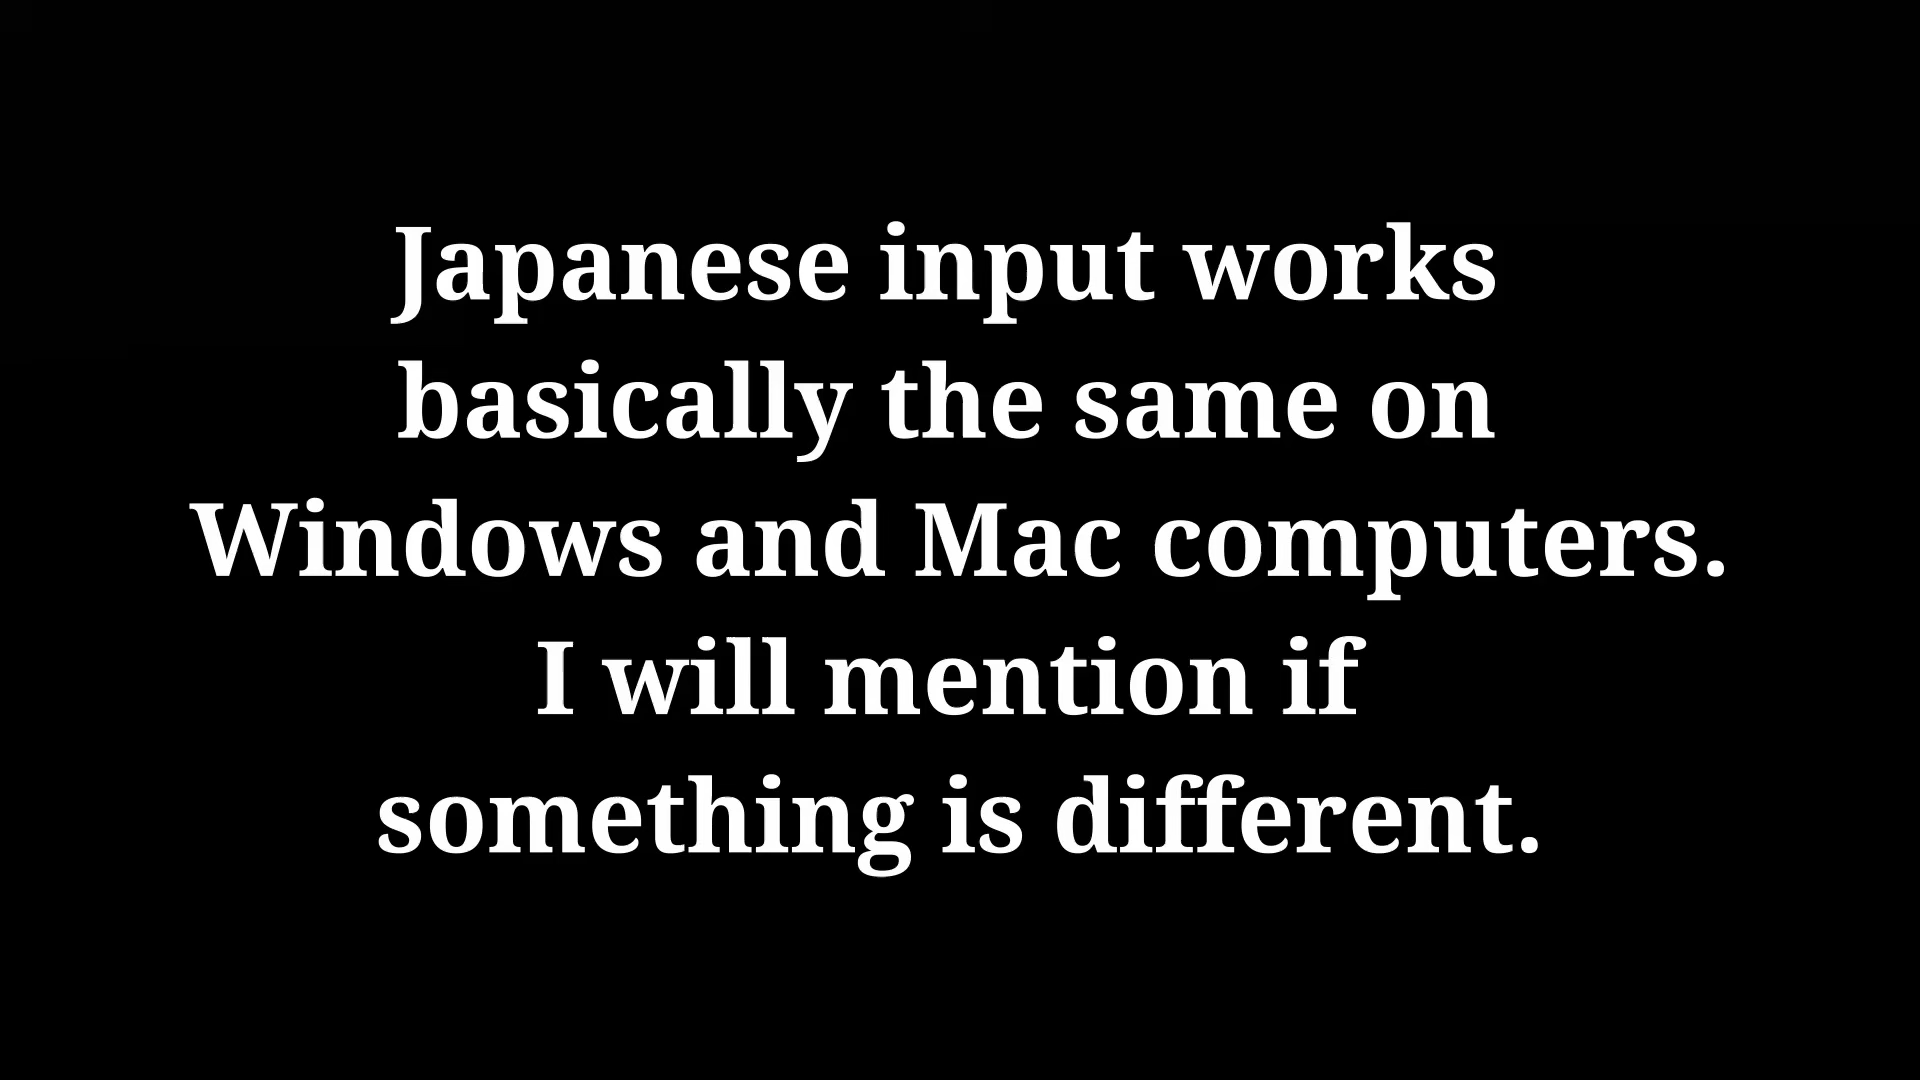 Japanese input works
basically the same on
Windows and Mac computers.
I will mention if
something is different.